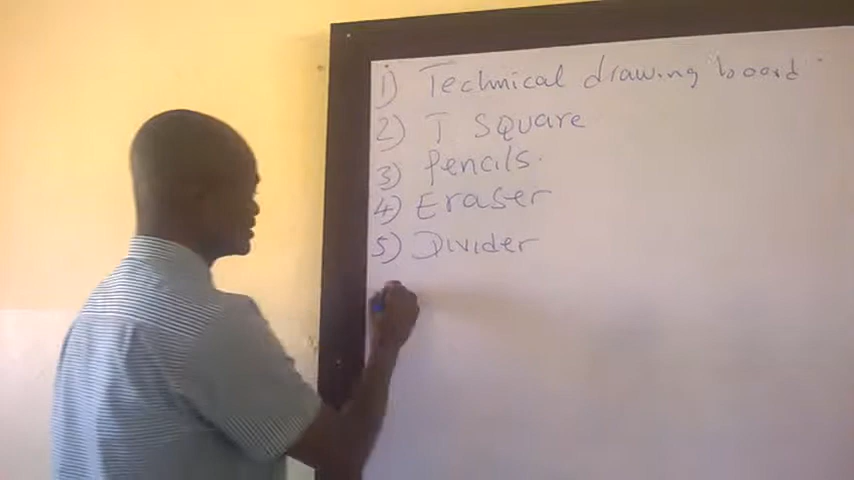 1) Technical drawing board
2) T Square
3) Pencils.
4) Eraser
5) Divider